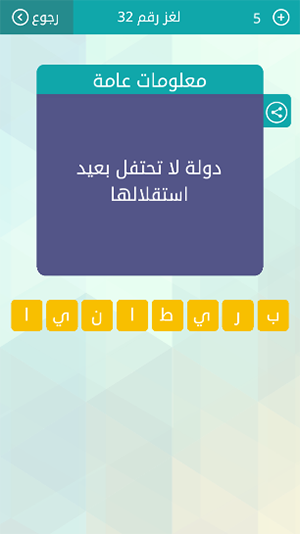 رجوع لغز رقم 32 5
معلومات عامة
دولة لا تحتفل بعيد
استقلالها
ب ر ي ط ا ن ي ا